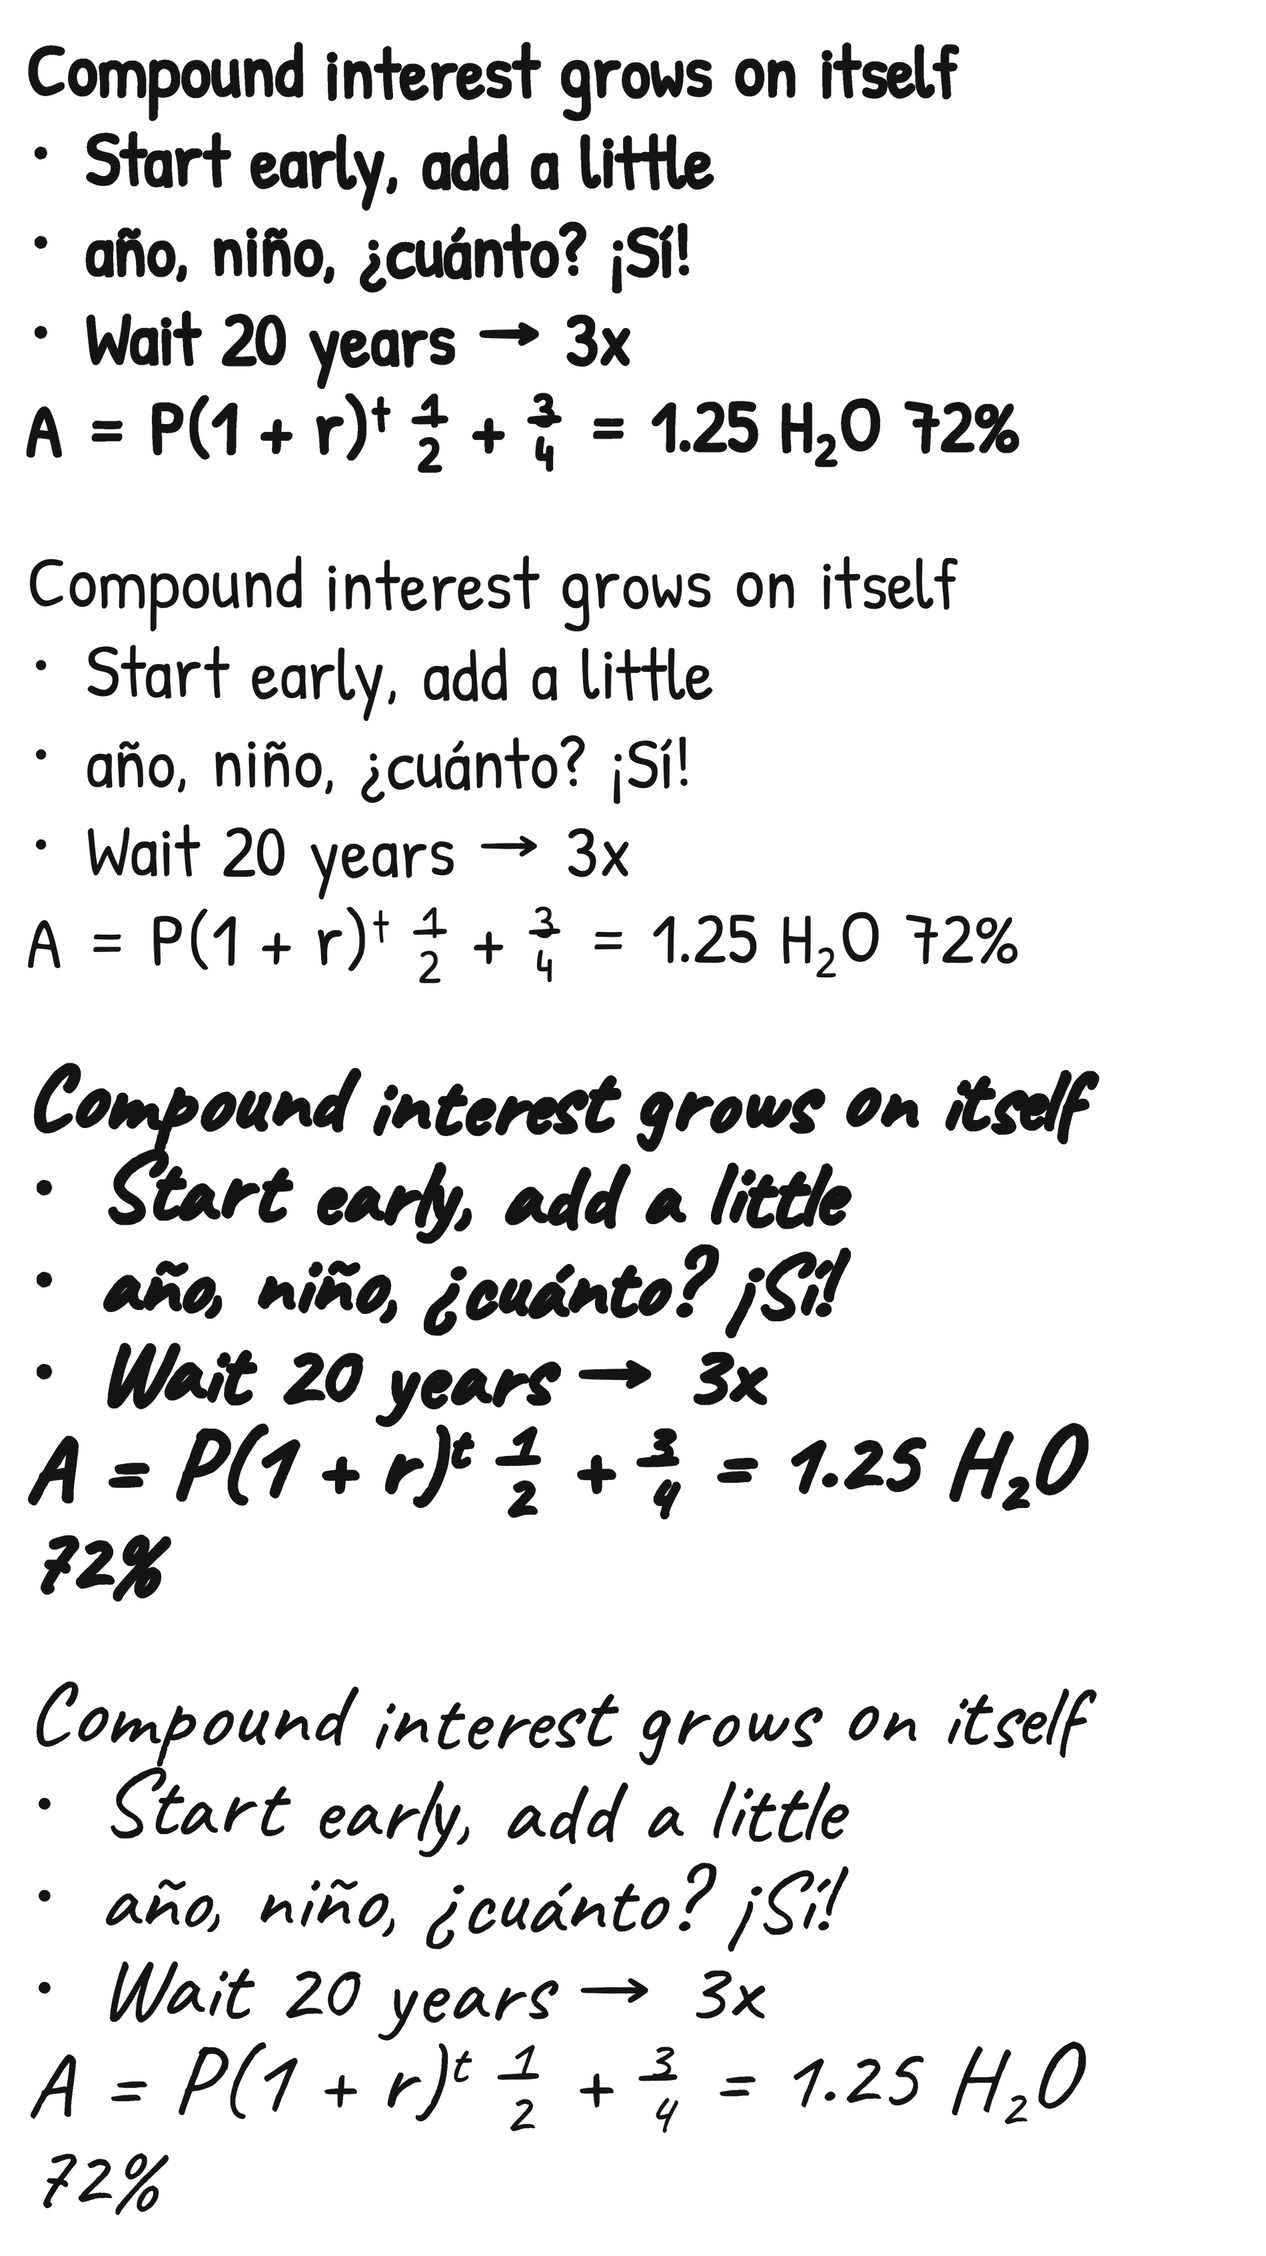 Compound interest grows on itself
· Start early, add a little
· año, niño, ¿cuánto? ¡Sí!
· Wait 20 years → 3x
A = P(1 + r)ᵗ 1/2 + 3/4 = 1.25 H₂O 72%
Compound interest grows on itself
· Start early, add a little
· año, niño, ¿cuánto? ¡Sí!
· Wait 20 years → 3x
A = P(1 + r)ᵗ 1/2 + 3/4 = 1.25 H₂O 72%
Compound interest grows on itself
· Start early, add a little
· año, niño, ¿cuánto? ¡Sí!
· Wait 20 years → 3x
A = P(1 + r)ᵗ 1/2 + 3/4 = 1.25 H₂O
72%
Compound interest grows on itself
· Start early, add a little
· año, niño, ¿cuánto? ¡Sí!
· Wait 20 years → 3x
A = P(1 + r)ᵗ 1/2 + 3/4 = 1.25 H₂O
72%